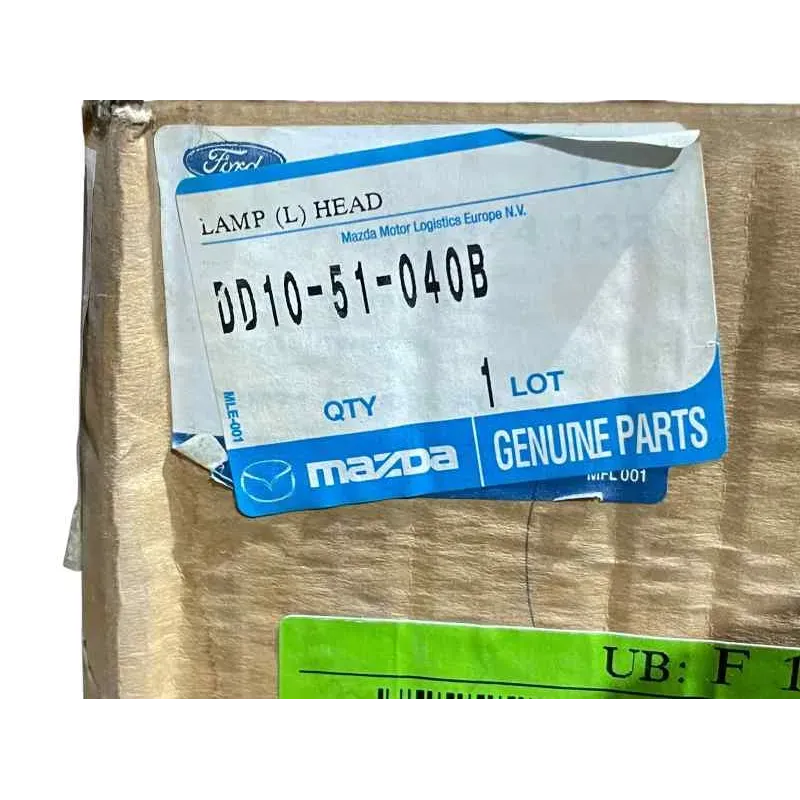 Ford
LAMP (L) HEAD
Mazda Motor Logistics Europe N.V.
DD10-51-040B
QTY 1 LOT
MLE-001
mazda GENUINE PARTS
MFL 001
UB: F 1